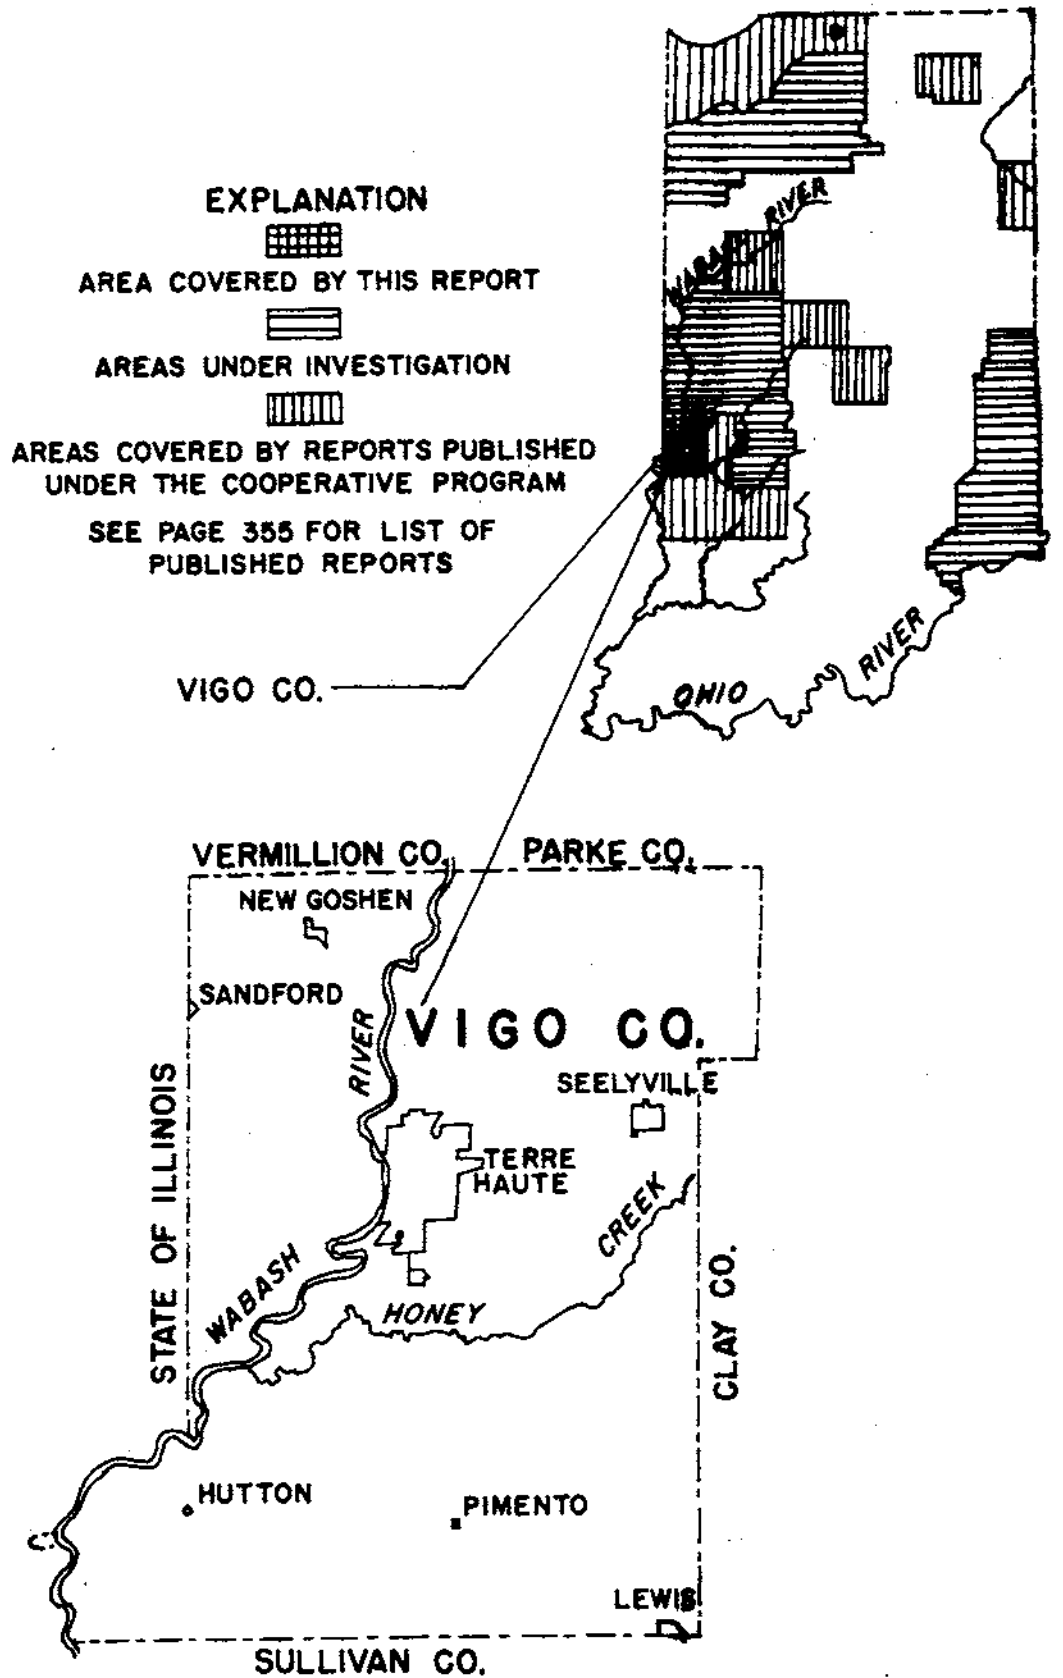 EXPLANATION
AREA COVERED BY THIS REPORT
AREAS UNDER INVESTIGATION
AREAS COVERED BY REPORTS PUBLISHED
UNDER THE COOPERATIVE PROGRAM
SEE PAGE 355 FOR LIST OF
PUBLISHED REPORTS
WABASH RIVER
VIGO CO.
OHIO RIVER
VERMILLION CO.
PARKE CO.
NEW GOSHEN
SANDFORD
VIGO CO.
RIVER
SEELYVILLE
STATE OF ILLINOIS
TERRE
HAUTE
CREEK
WABASH
HONEY
CLAY CO.
HUTTON
PIMENTO
LEWIS
SULLIVAN CO.